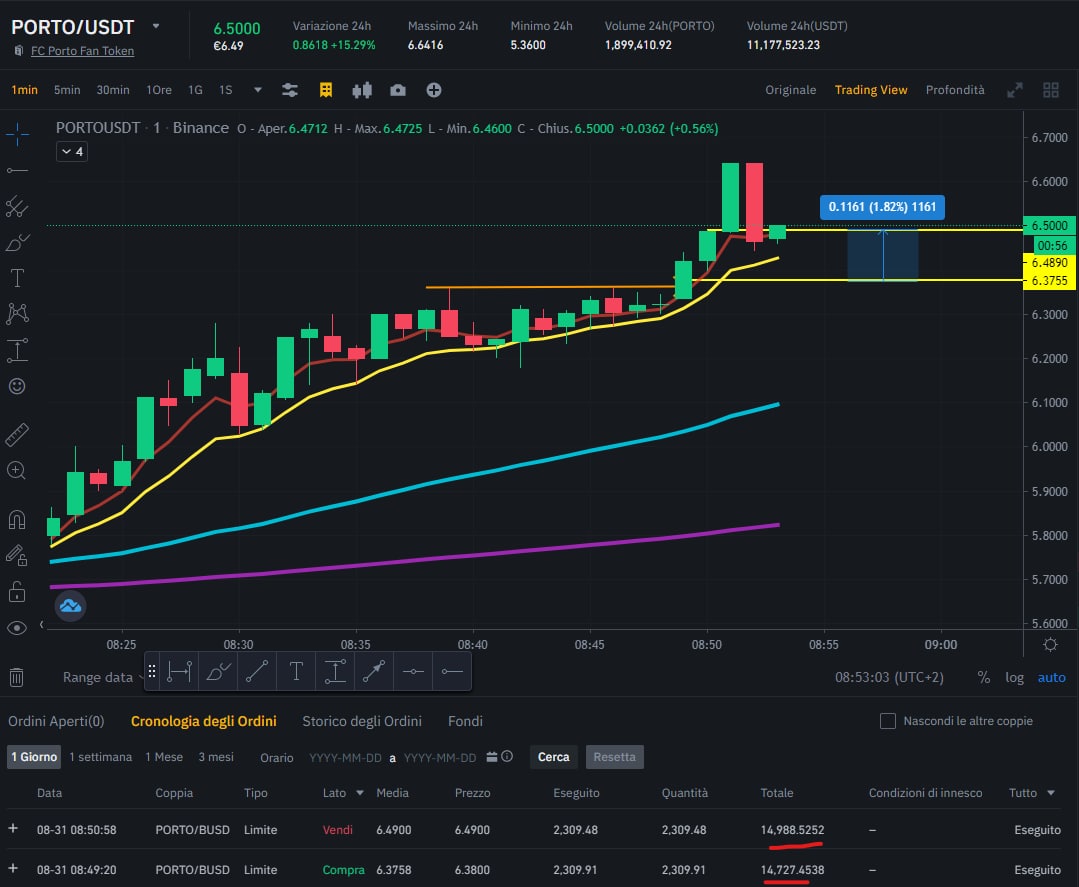 PORTO/USDT
FC Porto Fan Token
6.5000
€6.49
Variazione 24h
0.8618 +15.29%
Massimo 24h
6.6416
Minimo 24h
5.3600
Volume 24h(PORTO)
1,899,410.92
Volume 24h(USDT)
11,177,523.23
1min 5min 30min 1Ore 1G 1S Originale Trading View Profondità
PORTOUSDT · 1 · Binance O - Aper.6.4712 H - Max.6.4725 L - Min.6.4600 C - Chius.6.5000 +0.0362 (+0.56%)
4
6.7000
6.6000
0.1161 (1.82%) 1161
6.5000
00:56
6.4890
6.3755
6.3000
6.2000
6.1000
6.0000
5.9000
5.8000
5.7000
5.6000
08:25 08:30 08:35 08:40 08:45 08:50 08:55 09:00
Range data 08:53:03 (UTC+2) % log auto
Ordini Aperti(0) Cronologia degli Ordini Storico degli Ordini Fondi Nascondi le altre coppie
1 Giorno 1 settimana 1 Mese 3 mesi Orario YYYY-MM-DD a YYYY-MM-DD Cerca Resetta
Data Coppia Tipo Lato Media Prezzo Eseguito Quantità Totale Condizioni di innesco Tutto
+ 08-31 08:50:58 PORTO/BUSD Limite Vendi 6.4900 6.4900 2,309.48 2,309.48 14,988.5252 – Eseguito
+ 08-31 08:49:20 PORTO/BUSD Limite Compra 6.3758 6.3800 2,309.91 2,309.91 14,727.4538 – Eseguito